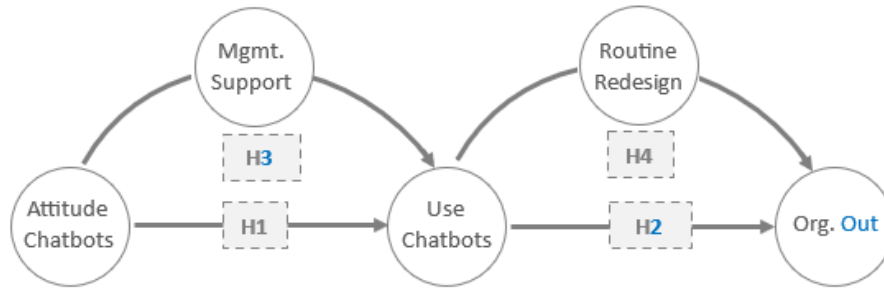 Mgmt.
Support
Routine
Redesign
H3
H4
Attitude
Chatbots
H1
Use
Chatbots
H2
Org. Out